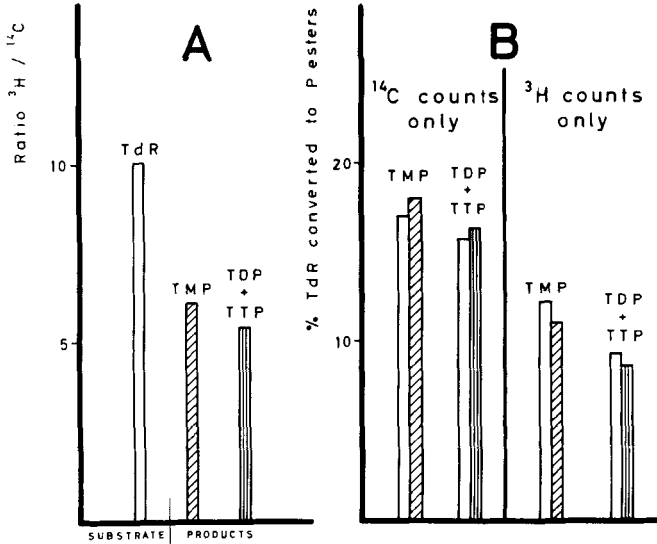 A
Ratio ³H / ¹⁴C
10
5
TdR
TMP
TDP
+
TTP
SUBSTRATE
PRODUCTS
B
% TdR converted to P esters
20
10
¹⁴C counts
only
TMP
TDP
+
TTP
³H counts
only
TMP
TDP
+
TTP